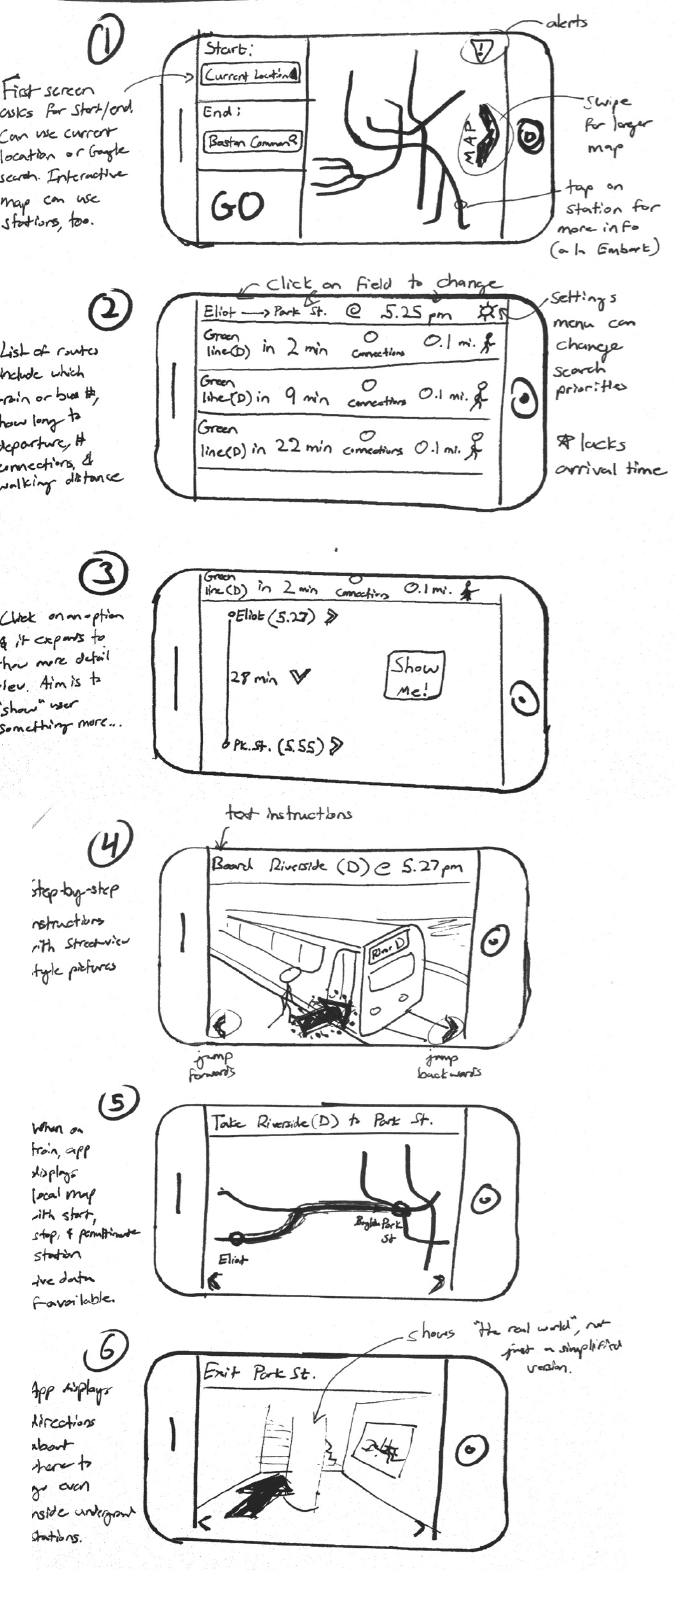 1
First screen
asks for start/end.
Can use current
location or Google
search. Interactive
map can use
stations, too.
Start:
Current Location
End:
Boston Common
GO
MAP
!
alerts
swipe
for larger
map
tap on
station for
more info
(a la Embark)
2
List of routes
include which
train or bus #,
how long to
departure, #
connections, &
walking distance
Click on field to change
Eliot → Park St. @ 5.25 pm
Green
line(D) in 2 min 0 connections 0.1 mi.
Green
line(D) in 9 min 0 connections 0.1 mi.
Green
line(D) in 22 min 0 connections 0.1 mi.
Settings
menu can
change
search
priorities
* lacks
arrival time
3
Click on an option
& it expands to
show more detail
view. Aim is to
"show" user
something more...
Green
line(D) in 2 min 0 connections 0.1 mi.
Eliot (5.27) >>
28 min
Pk. St. (5.55) >>
Show
Me!
4
step-by-step
instructions
with streetview
style pictures
text instructions
Board Riverside (D) @ 5.27pm
River D
jump
forwards
jump
backwards
5
When on
train, app
displays
local map
with start,
stop, & penultimate
station
live data
if available.
Take Riverside (D) to Park St.
Eliot
Park
St
6
App displays
directions
about
where to
go even
inside underground
stations.
shows "the real world", not
just a simplified
version.
Exit Park St.